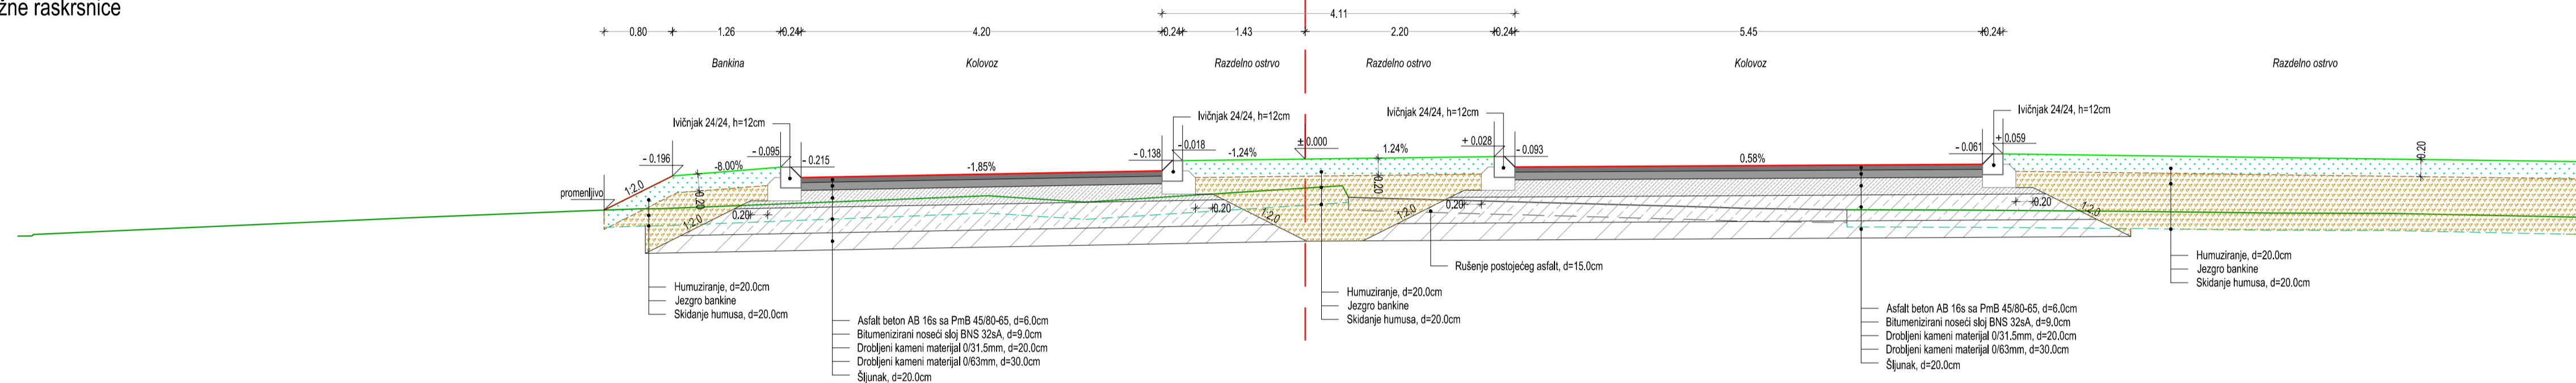 žne raskrsnice
4.11
0.80 1.26 0.24 4.20 0.24 1.43 2.20 0.24 5.45 0.24
Bankina Kolovoz Razdelno ostrvo Razdelno ostrvo Kolovoz Razdelno ostrvo
Ivičnjak 24/24, h=12cm
Ivičnjak 24/24, h=12cm
Ivičnjak 24/24, h=12cm
Ivičnjak 24/24, h=12cm
promenljivo
1:2.0
- 0.196
-8.00%
- 0.095
- 0.215
-1.85%
- 0.138
- 0.018
-1.24%
± 0.000
1.24%
+ 0.028
- 0.093
0.58%
- 0.061
+ 0.059
0.20
0.20
0.20
1:2.0
0.20
0.20
1:2.0
1:2.0
0.20
0.20
1:2.0
Rušenje postojećeg asfalt, d=15.0cm
Humuziranje, d=20.0cm
Jezgro bankine
Skidanje humusa, d=20.0cm
Asfalt beton AB 16s sa PmB 45/80-65, d=6.0cm
Bitumenizirani noseći sloj BNS 32sA, d=9.0cm
Drobljeni kameni materijal 0/31.5mm, d=20.0cm
Drobljeni kameni materijal 0/63mm, d=30.0cm
Šljunak, d=20.0cm
Humuziranje, d=20.0cm
Jezgro bankine
Skidanje humusa, d=20.0cm
Asfalt beton AB 16s sa PmB 45/80-65, d=6.0cm
Bitumenizirani noseći sloj BNS 32sA, d=9.0cm
Drobljeni kameni materijal 0/31.5mm, d=20.0cm
Drobljeni kameni materijal 0/63mm, d=30.0cm
Šljunak, d=20.0cm
Humuziranje, d=20.0cm
Jezgro bankine
Skidanje humusa, d=20.0cm